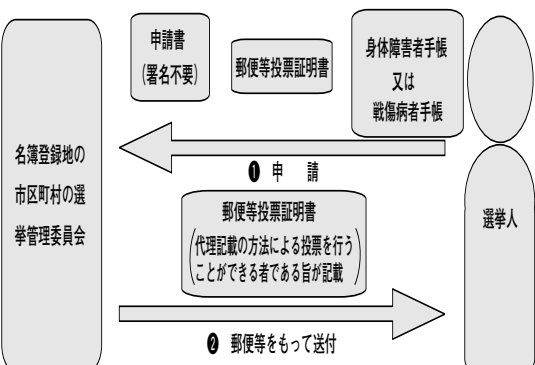 申請書
(署名不要)
郵便等投票証明書
身体障害者手帳
又は
戦傷病者手帳
名簿登録地の
市区町村の選
挙管理委員会
❶ 申 請
郵便等投票証明書
(代理記載の方法による投票を行う
ことができる者である旨が記載)
選挙人
❷ 郵便等をもって送付